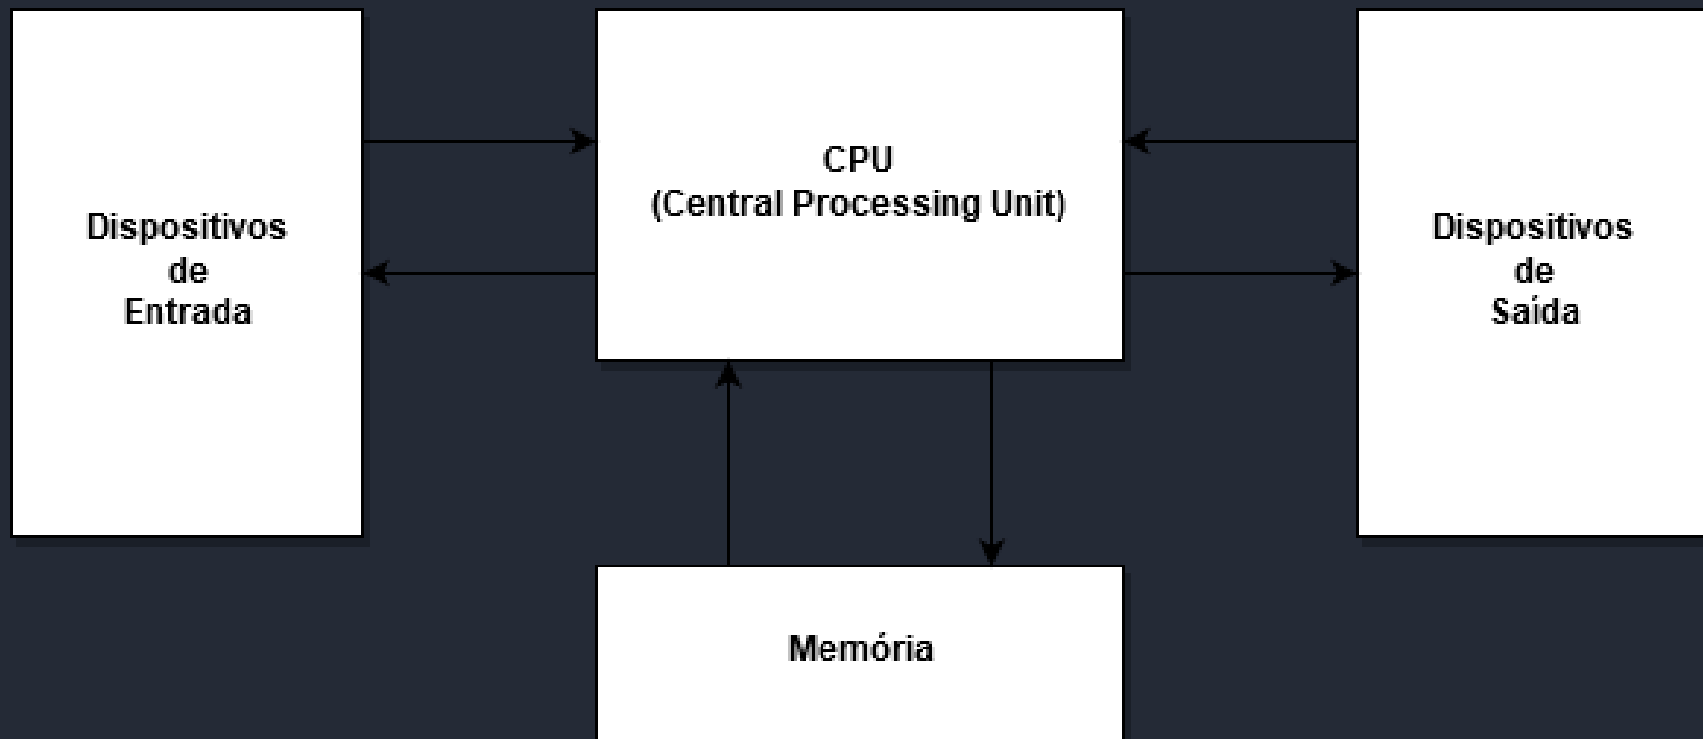 Dispositivos
de
Entrada
CPU
(Central Processing Unit)
Dispositivos
de
Saída
Memória